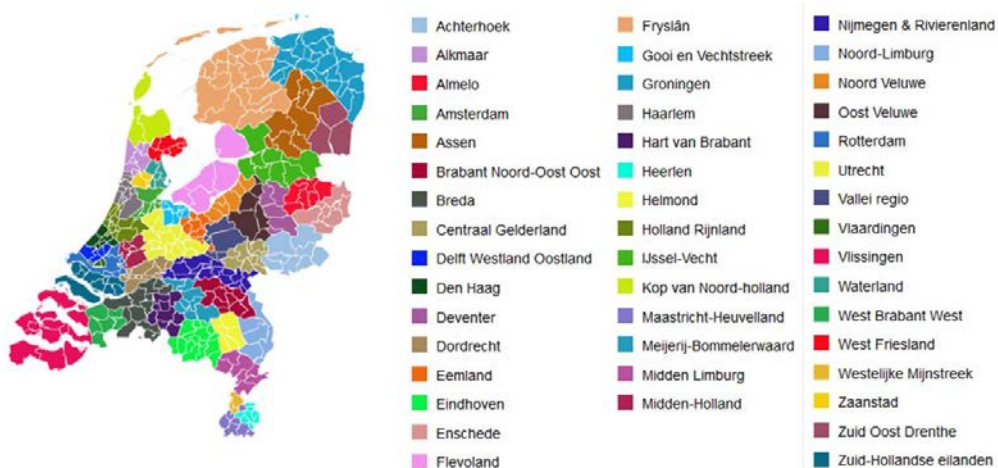 Achterhoek
Alkmaar
Almelo
Amsterdam
Assen
Brabant Noord-Oost Oost
Breda
Centraal Gelderland
Delft Westland Oostland
Den Haag
Deventer
Dordrecht
Eemland
Eindhoven
Enschede
Flevoland
Fryslân
Gooi en Vechtstreek
Groningen
Haarlem
Hart van Brabant
Heerlen
Helmond
Holland Rijnland
IJssel-Vecht
Kop van Noord-holland
Maastricht-Heuvelland
Meijerij-Bommelerwaard
Midden Limburg
Midden-Holland
Nijmegen & Rivierenland
Noord-Limburg
Noord Veluwe
Oost Veluwe
Rotterdam
Utrecht
Vallei regio
Vlaardingen
Vlissingen
Waterland
West Brabant West
West Friesland
Westelijke Mijnstreek
Zaanstad
Zuid Oost Drenthe
Zuid-Hollandse eilanden